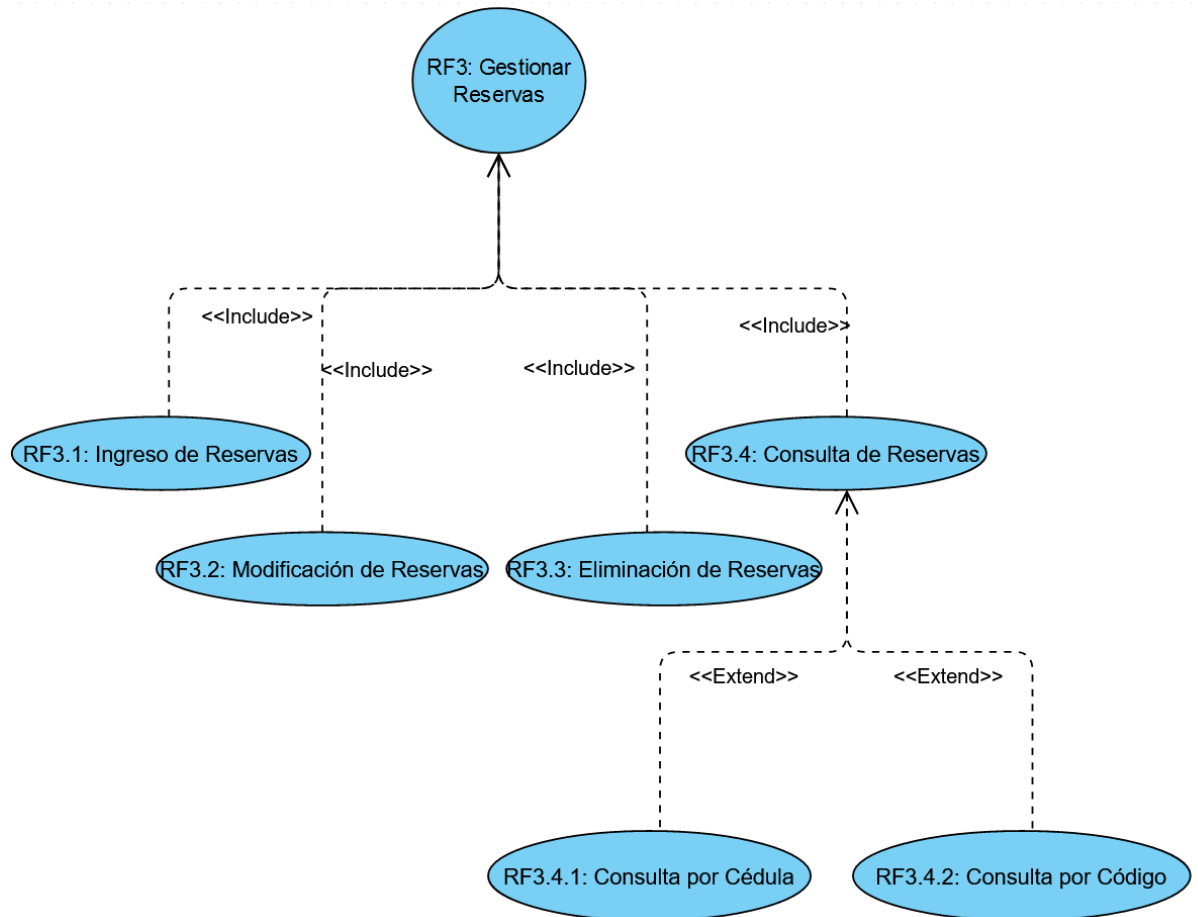 RF3: Gestionar
Reservas
<<Include>>
<<Include>>
<<Include>>
<<Include>>
RF3.1: Ingreso de Reservas
RF3.4: Consulta de Reservas
RF3.2: Modificación de Reservas
RF3.3: Eliminación de Reservas
<<Extend>>
<<Extend>>
RF3.4.1: Consulta por Cédula
RF3.4.2: Consulta por Código